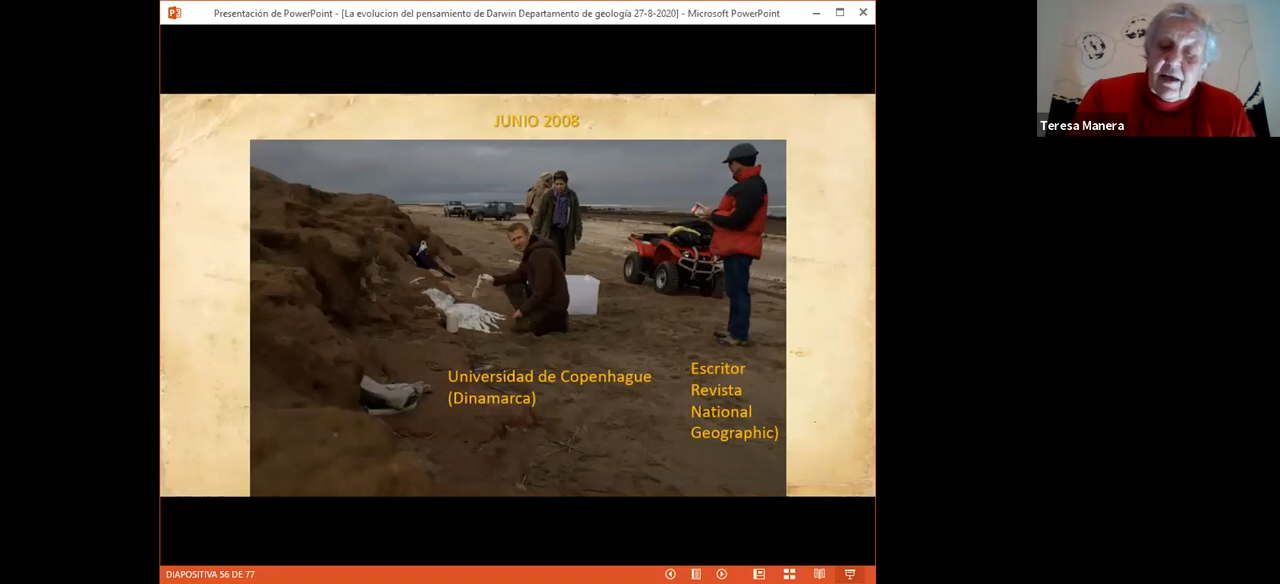 Presentación de PowerPoint - [La evolucion del pensamiento de Darwin Departamento de geología 27-8-2020] - Microsoft PowerPoint
JUNIO 2008
Universidad de Copenhague
(Dinamarca)
Escritor
Revista
National
Geographic)
Teresa Manera
DIAPOSITIVA 56 DE 77